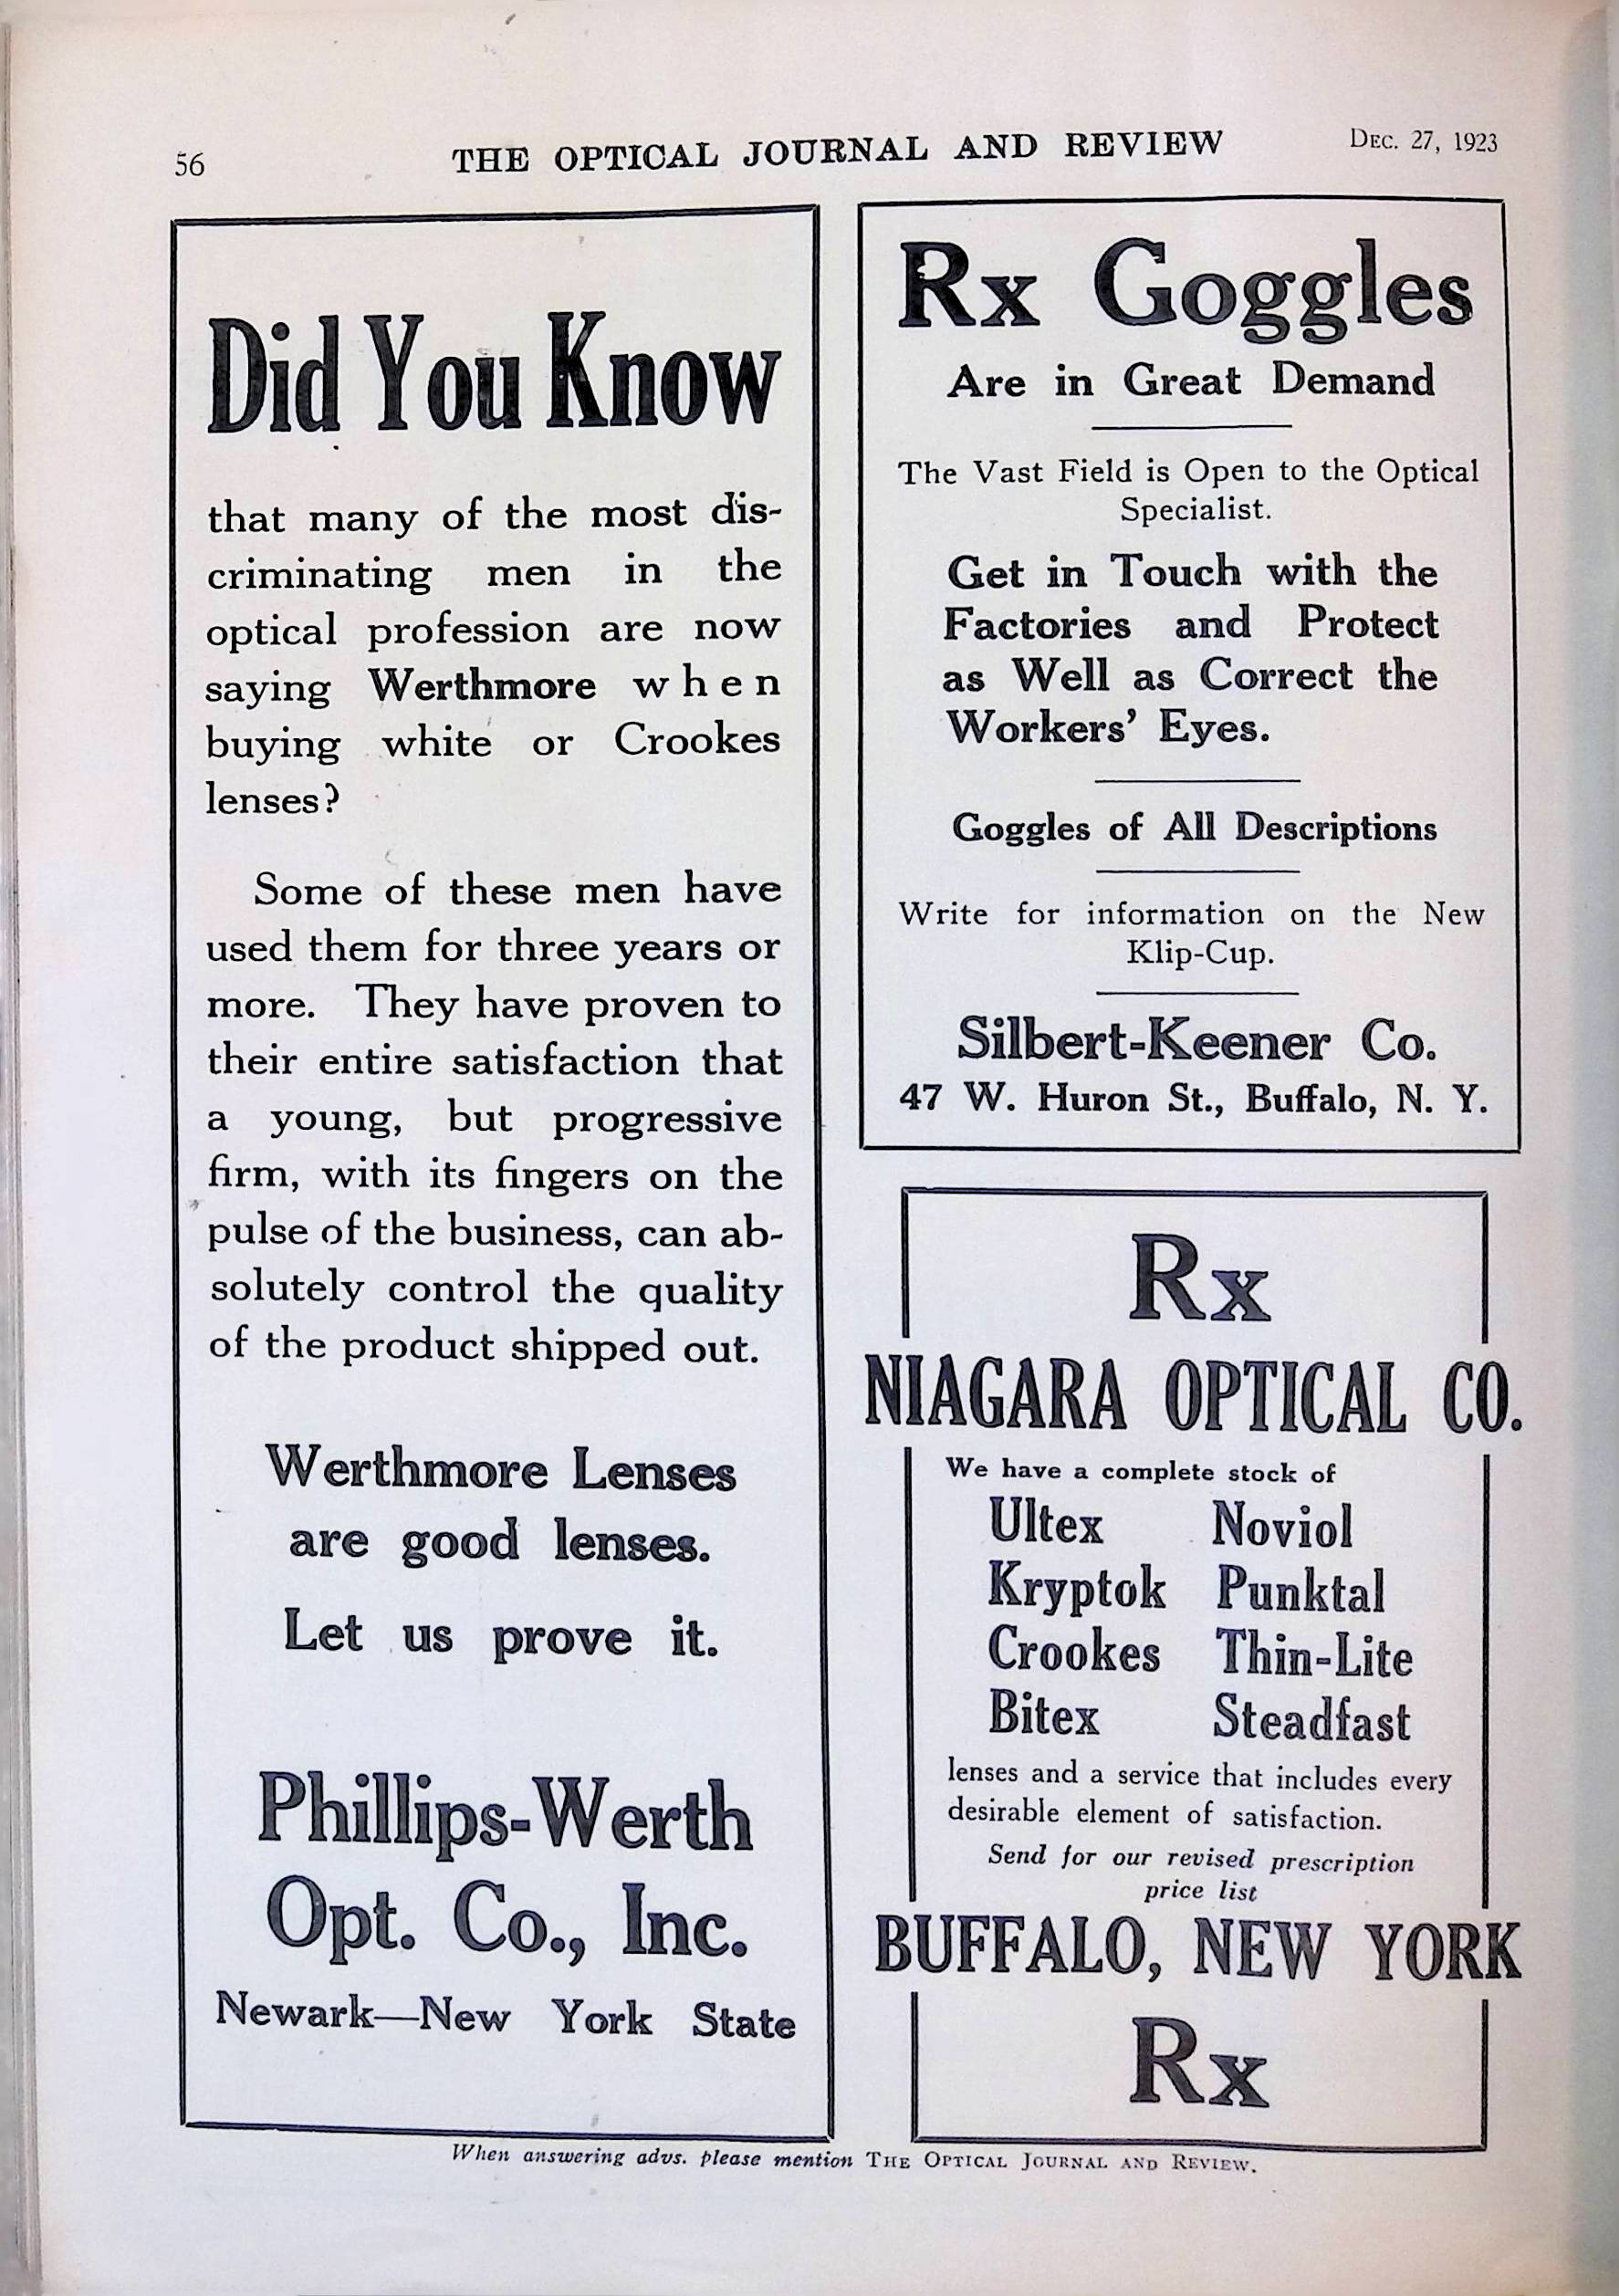 56
THE OPTICAL JOURNAL AND REVIEW
DEC. 27, 1923
Did You Know
that many of the most dis-
criminating men in the
optical profession are now
saying Werthmore when
buying white or Crookes
lenses?
Some of these men have
used them for three years or
more. They have proven to
their entire satisfaction that
a young, but progressive
firm, with its fingers on the
pulse of the business, can ab-
solutely control the quality
of the product shipped out.
Werthmore Lenses
are good lenses.
Let us prove it.
Phillips-Werth
Opt. Co., Inc.
Newark—New York State
Rx Goggles
Are in Great Demand
The Vast Field is Open to the Optical
Specialist.
Get in Touch with the
Factories and Protect
as Well as Correct the
Workers' Eyes.
Goggles of All Descriptions
Write for information on the New
Klip-Cup.
Silbert-Keener Co.
47 W. Huron St., Buffalo, N. Y.
Rx
NIAGARA OPTICAL CO.
We have a complete stock of
Ultex Noviol
Kryptok Punktal
Crookes Thin-Lite
Bitex Steadfast
lenses and a service that includes every
desirable element of satisfaction.
Send for our revised prescription
price list
BUFFALO, NEW YORK
Rx
When answering advs. please mention THE OPTICAL JOURNAL AND REVIEW.